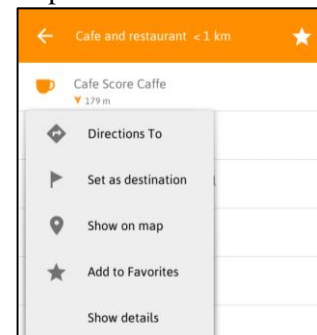 Cafe and restaurant < 1 km
Cafe Score Caffe
179 m
Directions To
Set as destination
Show on map
Add to Favorites
Show details